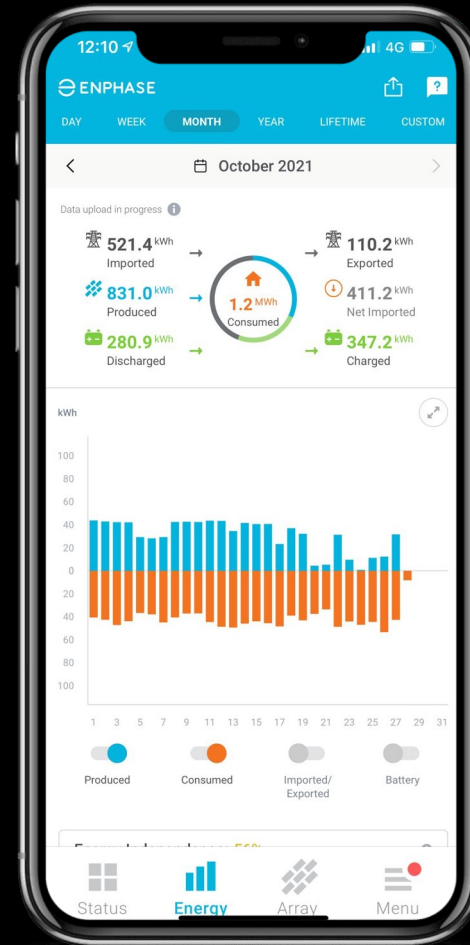 12:10
4G
ENPHASE
?
DAY WEEK MONTH YEAR LIFETIME CUSTOM
October 2021
Data upload in progress i
521.4 kWh
Imported
110.2 kWh
Exported
831.0 kWh
Produced
1.2 MWh
Consumed
411.2 kWh
Net Imported
280.9 kWh
Discharged
347.2 kWh
Charged
kWh
100
80
60
40
20
0
20
40
60
80
100
1 3 5 7 9 11 13 15 17 19 21 23 25 27 29 31
Produced
Consumed
Imported/
Exported
Battery
Status
Energy
Array
Menu